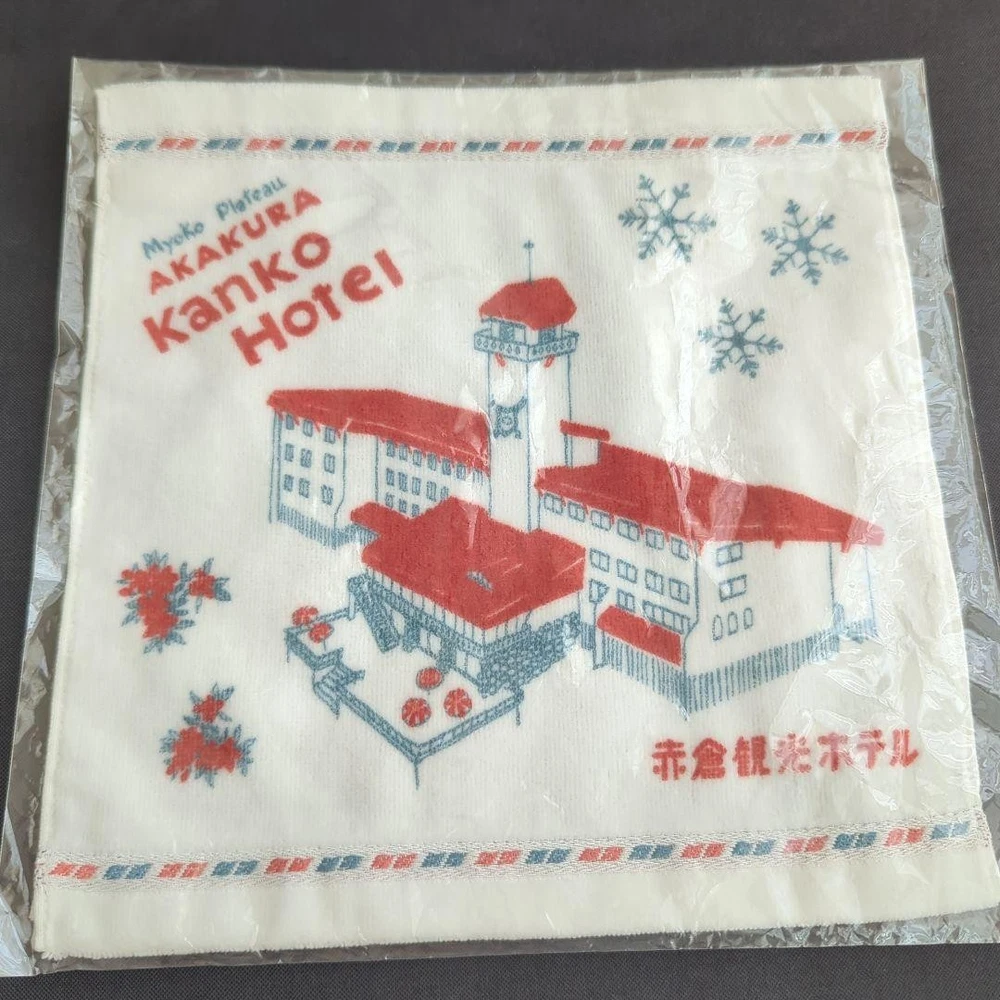 Myoko Plateau
AKAKURA
Kanko
Hotel
赤倉観光ホテル